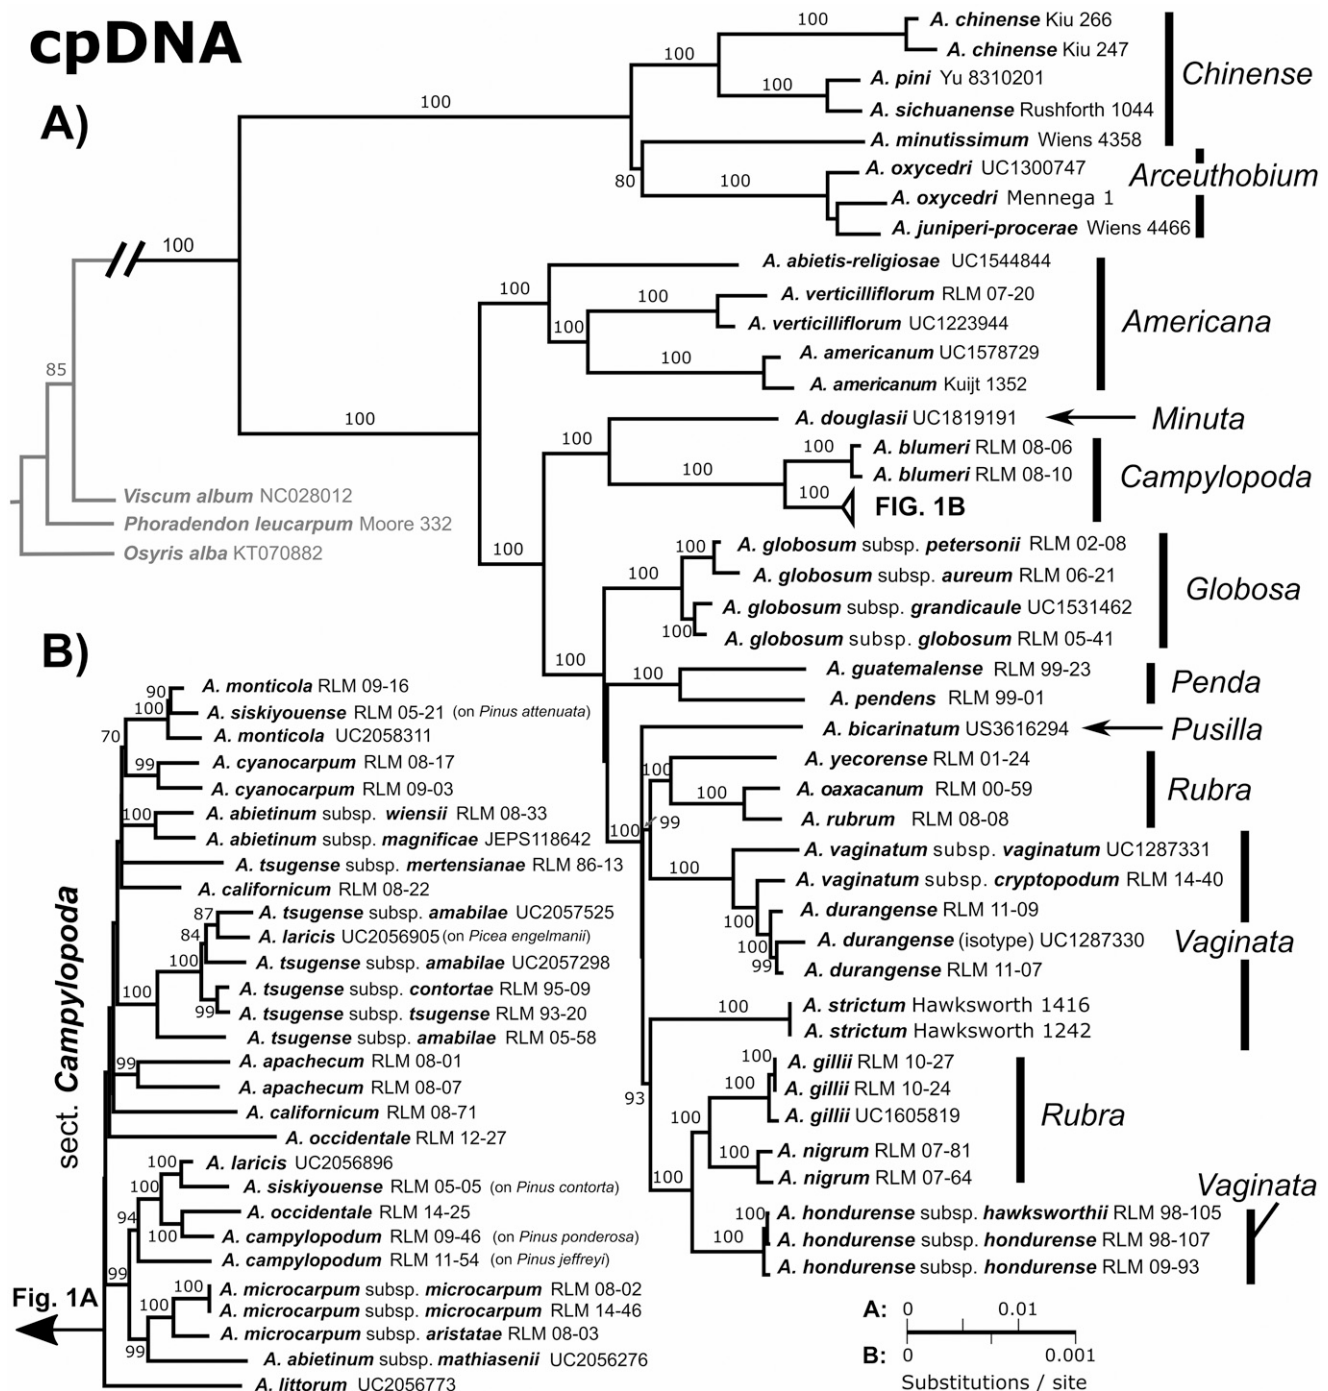 cpDNA
A)
100
100
100
85
Viscum album NC028012
Phoradendon leucarpum Moore 332
Osyris alba KT070882
100
100
100
80
100
A. chinense Kiu 266
A. chinense Kiu 247
A. pini Yu 8310201
A. sichuanense Rushforth 1044
A. minutissimum Wiens 4358
Chinense
A. oxycedri UC1300747
A. oxycedri Mennega 1
A. juniperi-procerae Wiens 4466
Arceuthobium
100
100
100
100
A. abietis-religiosae UC1544844
A. verticilliflorum RLM 07-20
A. verticilliflorum UC1223944
A. americanum UC1578729
A. americanum Kuijt 1352
Americana
100
100
A. douglasii UC1819191
Minuta
100
100
100
A. blumeri RLM 08-06
A. blumeri RLM 08-10
FIG. 1B
Campylopoda
100
100
100
100
A. globosum subsp. petersonii RLM 02-08
A. globosum subsp. aureum RLM 06-21
A. globosum subsp. grandicaule UC1531462
A. globosum subsp. globosum RLM 05-41
Globosa
100
A. guatemalense RLM 99-23
A. pendens RLM 99-01
Penda
A. bicarinatum US3616294
Pusilla
100
100
99
100
A. yecorense RLM 01-24
A. oaxacanum RLM 00-59
A. rubrum RLM 08-08
Rubra
100
100
100
99
A. vaginatum subsp. vaginatum UC1287331
A. vaginatum subsp. cryptopodum RLM 14-40
A. durangense RLM 11-09
A. durangense (isotype) UC1287330
A. durangense RLM 11-07
Vaginata
100
A. strictum Hawksworth 1416
A. strictum Hawksworth 1242
93
100
100
100
100
100
A. gillii RLM 10-27
A. gillii RLM 10-24
A. gillii UC1605819
A. nigrum RLM 07-81
A. nigrum RLM 07-64
Rubra
100
100
A. hondurense subsp. hawksworthii RLM 98-105
A. hondurense subsp. hondurense RLM 98-107
A. hondurense subsp. hondurense RLM 09-93
Vaginata
A: 0 0.01
B: 0 0.001
Substitutions / site
B)
sect. Campylopoda
90
100
70
A. monticola RLM 09-16
A. siskiyouense RLM 05-21 (on Pinus attenuata)
A. monticola UC2058311
99
A. cyanocarpum RLM 08-17
A. cyanocarpum RLM 09-03
100
A. abietinum subsp. wiensii RLM 08-33
A. abietinum subsp. magnificae JEPS118642
A. tsugense subsp. mertensianae RLM 86-13
A. californicum RLM 08-22
87
84
100
99
100
A. tsugense subsp. amabilae UC2057525
A. laricis UC2056905 (on Picea engelmanii)
A. tsugense subsp. amabilae UC2057298
A. tsugense subsp. contortae RLM 95-09
A. tsugense subsp. tsugense RLM 93-20
A. tsugense subsp. amabilae RLM 05-58
99
A. apachecum RLM 08-01
A. apachecum RLM 08-07
A. californicum RLM 08-71
A. occidentale RLM 12-27
100
100
94
100
99
A. laricis UC2056896
A. siskiyouense RLM 05-05 (on Pinus contorta)
A. occidentale RLM 14-25
A. campylopodum RLM 09-46 (on Pinus ponderosa)
A. campylopodum RLM 11-54 (on Pinus jeffreyi)
100
100
99
A. microcarpum subsp. microcarpum RLM 08-02
A. microcarpum subsp. microcarpum RLM 14-46
A. microcarpum subsp. aristatae RLM 08-03
A. abietinum subsp. mathiasenii UC2056276
A. littorum UC2056773
Fig. 1A